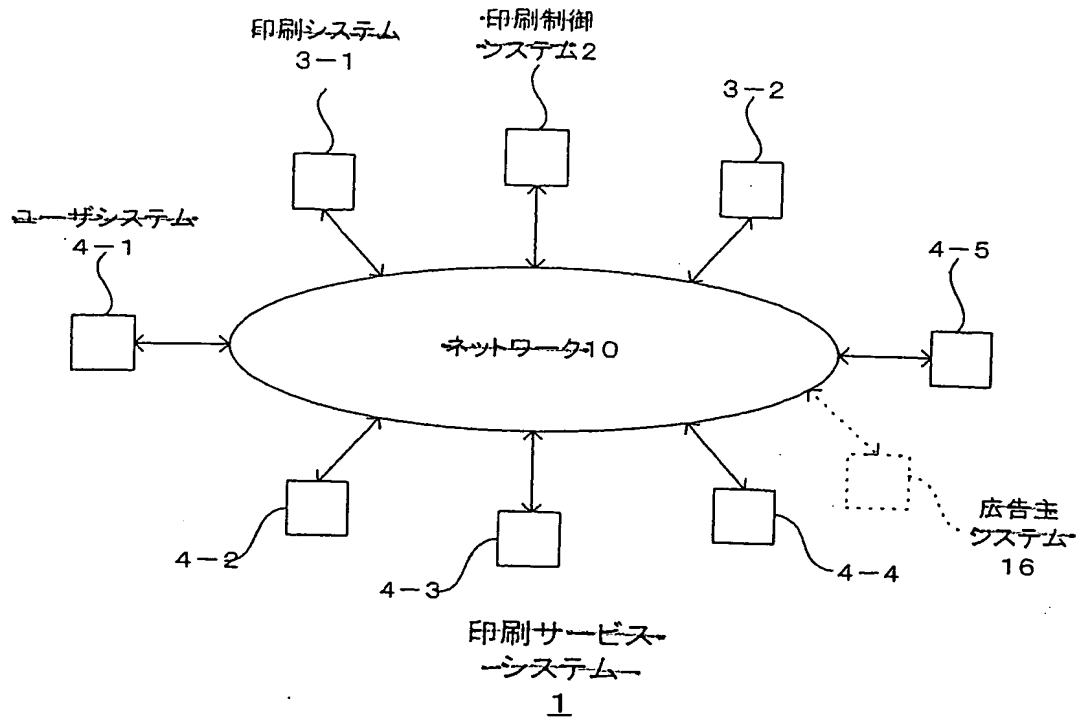 印刷システム
3-1
印刷制御
システム2
3-2
ユーザシステム
4-1
4-5
ネットワーク10
4-2
4-3
4-4
広告主
システム
16
印刷サービス
システム
1